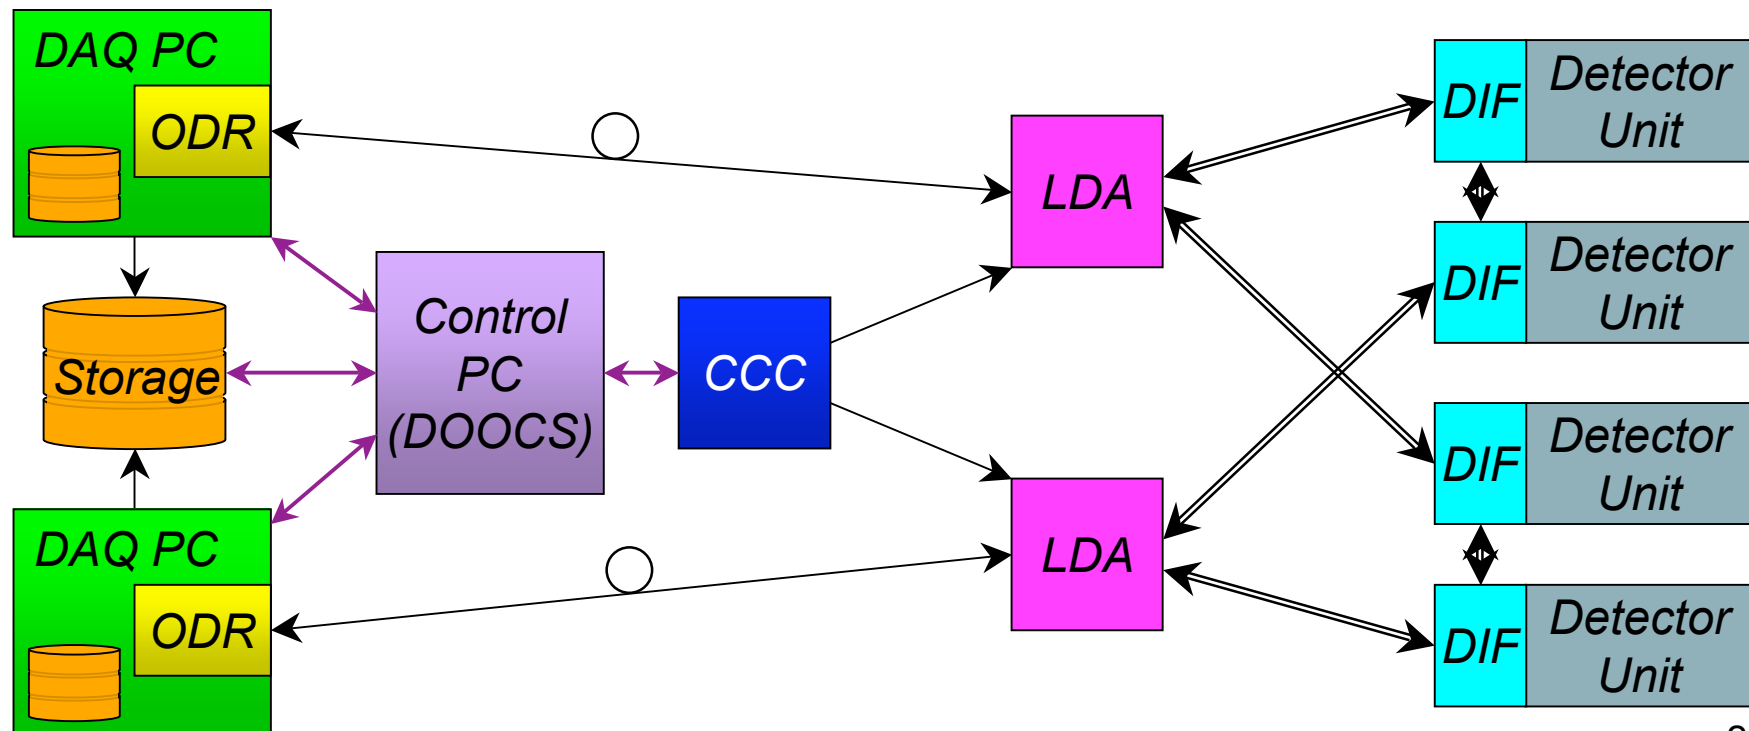 DAQ PC
ODR
Storage
DAQ PC
ODR
Control
PC
(DOOCS)
CCC
LDA
LDA
DIF
Detector
Unit
DIF
Detector
Unit
DIF
Detector
Unit
DIF
Detector
Unit